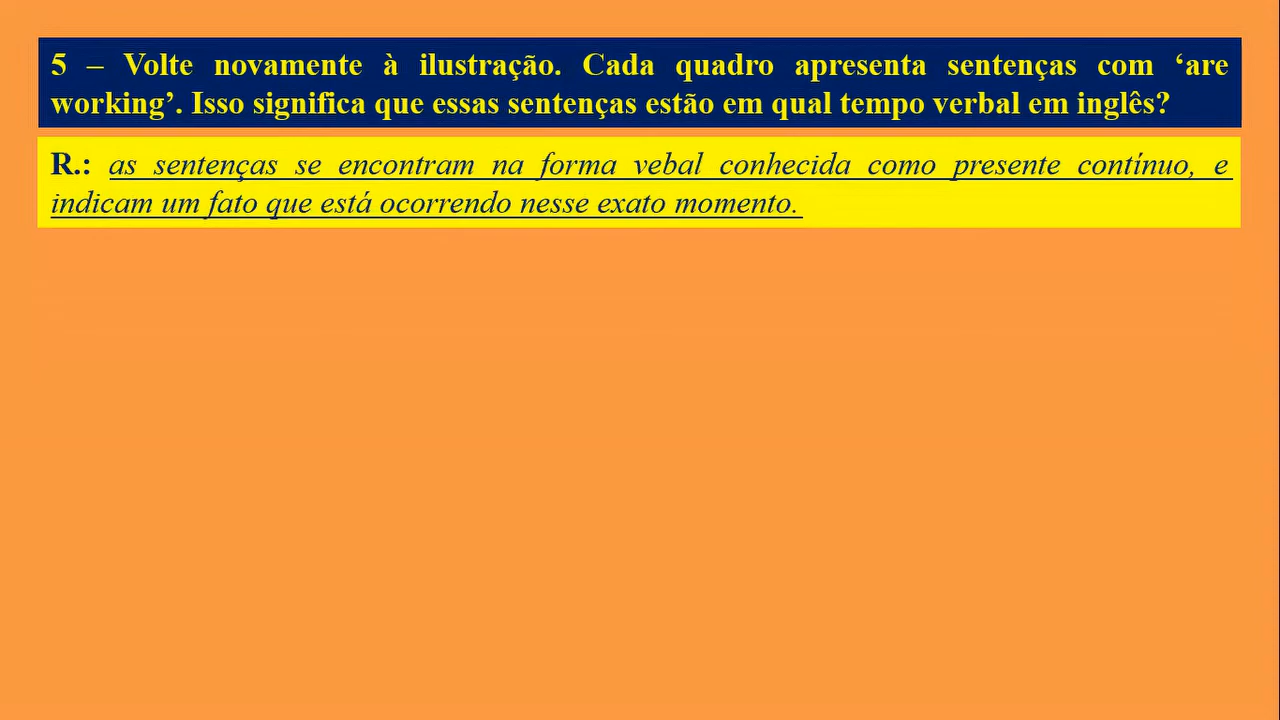 5 – Volte novamente à ilustração. Cada quadro apresenta sentenças com ‘are
working’. Isso significa que essas sentenças estão em qual tempo verbal em inglês?
R.: as sentenças se encontram na forma vebal conhecida como presente contínuo, e
indicam um fato que está ocorrendo nesse exato momento.